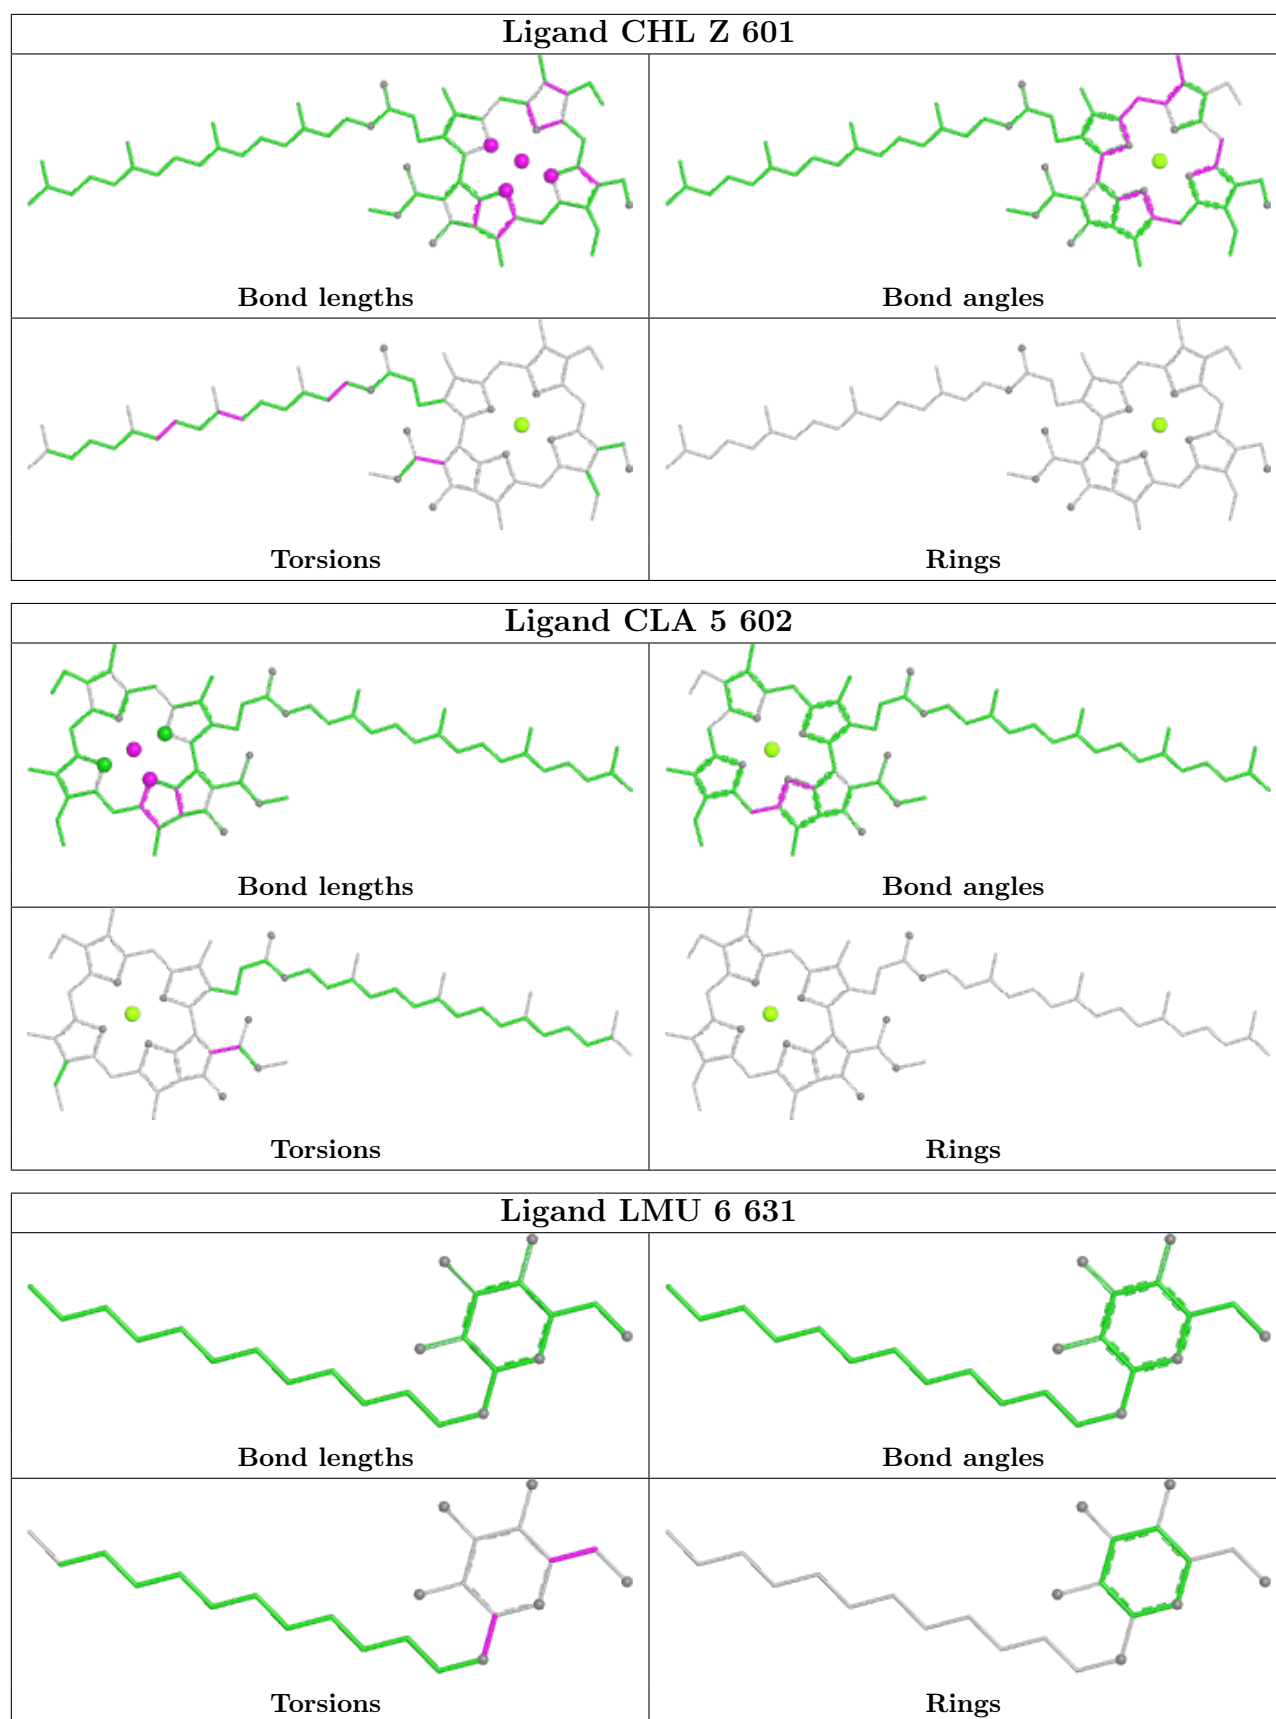 Ligand CHL Z 601
Bond lengths
Bond angles
Torsions
Rings
Ligand CLA 5 602
Bond lengths
Bond angles
Torsions
Rings
Ligand LMU 6 631
Bond lengths
Bond angles
Torsions
Rings